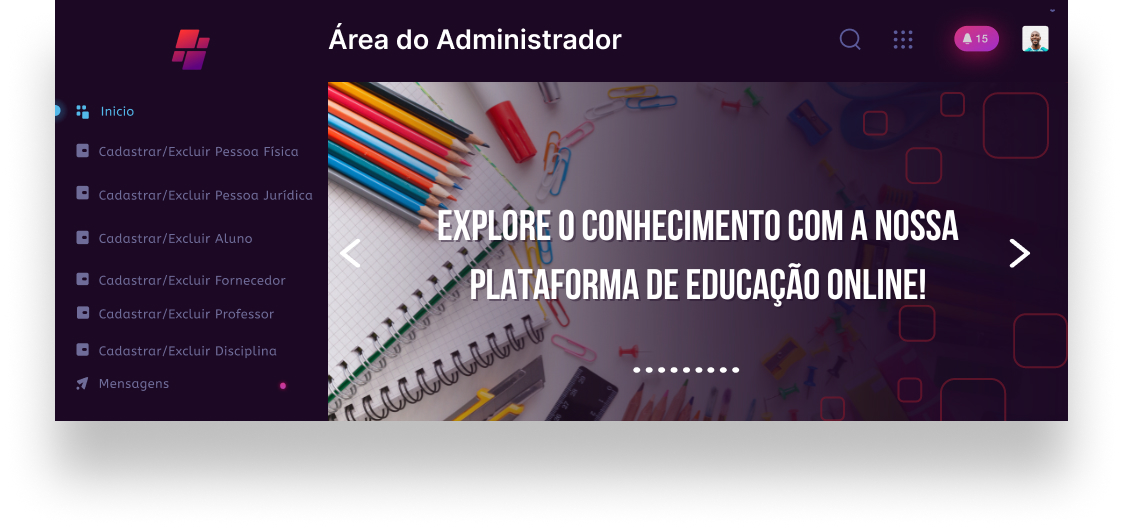 Área do Administrador
15
Inicio
Cadastrar/Excluir Pessoa Física
Cadastrar/Excluir Pessoa Jurídica
Cadastrar/Excluir Aluno
Cadastrar/Excluir Fornecedor
Cadastrar/Excluir Professor
Cadastrar/Excluir Disciplina
Mensagens
EXPLORE O CONHECIMENTO COM A NOSSA
PLATAFORMA DE EDUCAÇÃO ONLINE!